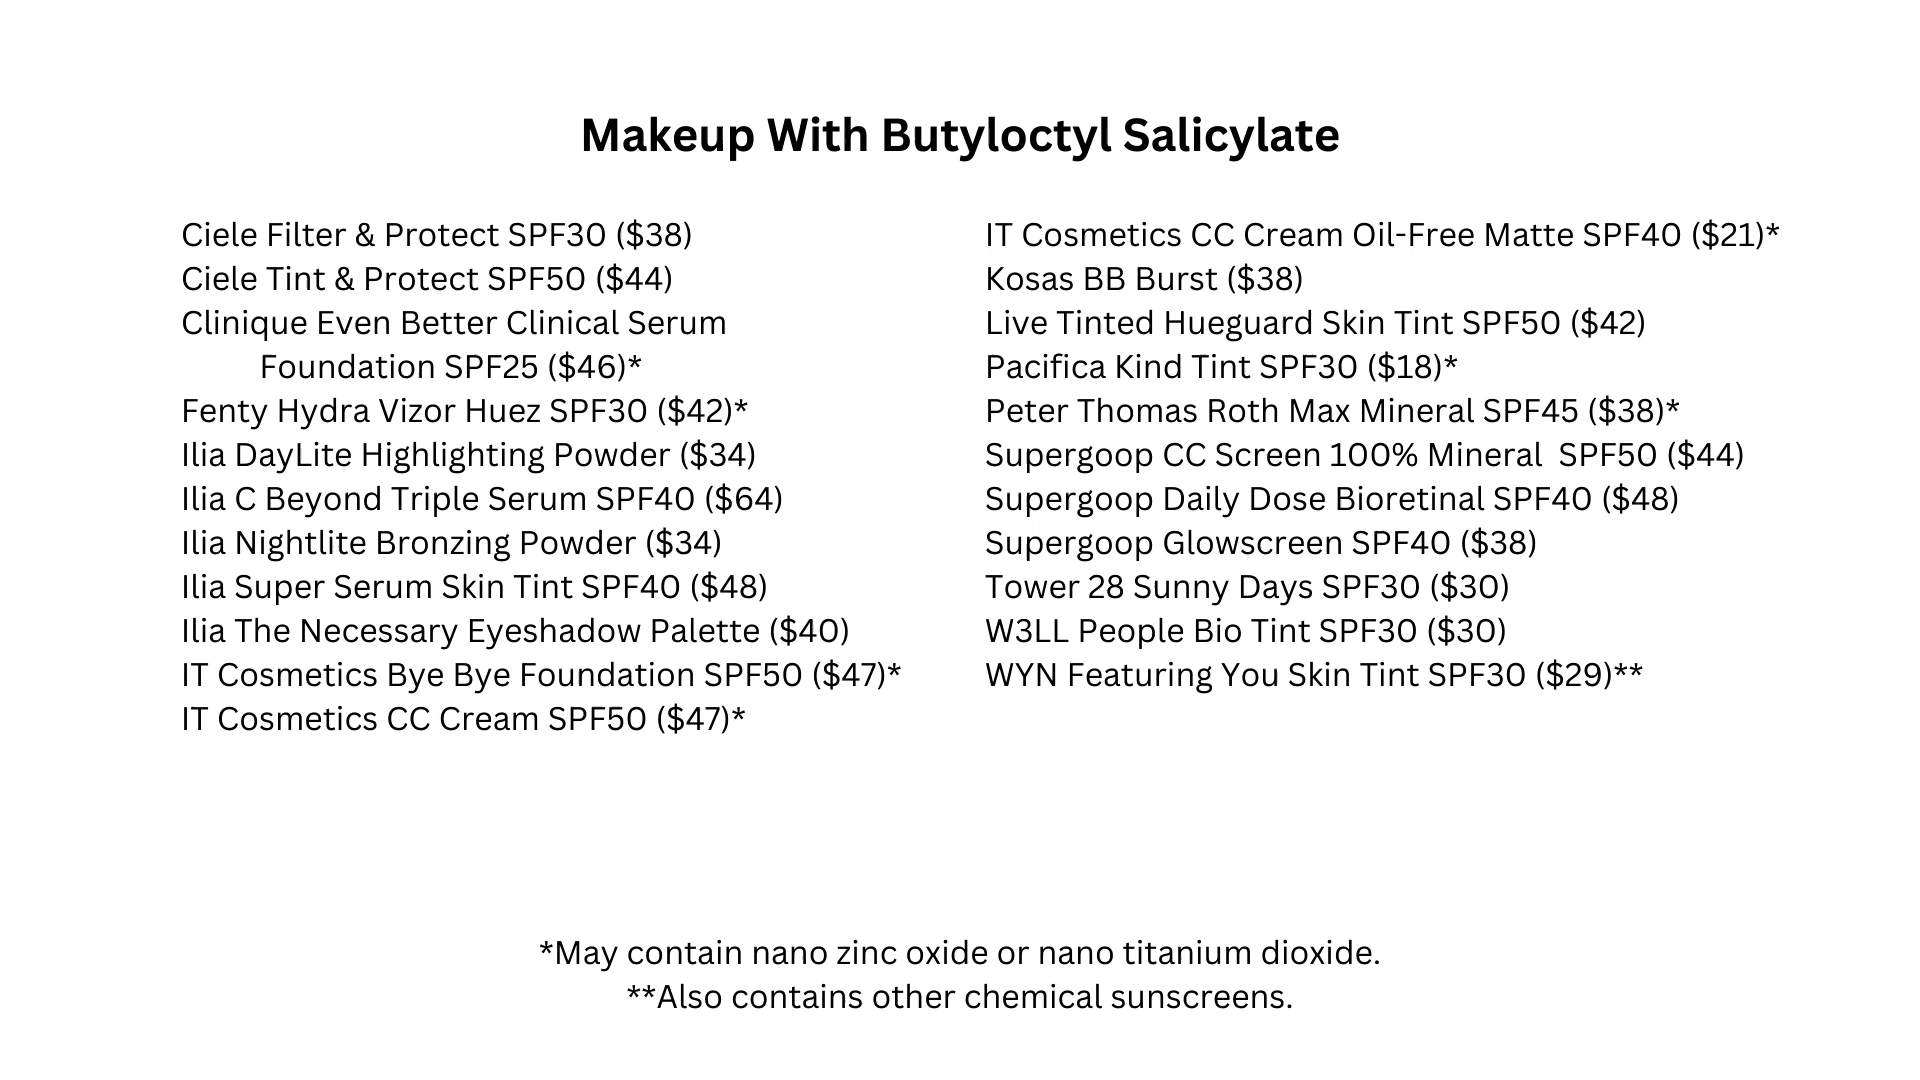 Makeup With Butyloctyl Salicylate
Ciele Filter & Protect SPF30 ($38)
Ciele Tint & Protect SPF50 ($44)
Clinique Even Better Clinical Serum
Foundation SPF25 ($46)*
Fenty Hydra Vizor Huez SPF30 ($42)*
Ilia DayLite Highlighting Powder ($34)
Ilia C Beyond Triple Serum SPF40 ($64)
Ilia Nightlite Bronzing Powder ($34)
Ilia Super Serum Skin Tint SPF40 ($48)
Ilia The Necessary Eyeshadow Palette ($40)
IT Cosmetics Bye Bye Foundation SPF50 ($47)*
IT Cosmetics CC Cream SPF50 ($47)*
IT Cosmetics CC Cream Oil-Free Matte SPF40 ($21)*
Kosas BB Burst ($38)
Live Tinted Hueguard Skin Tint SPF50 ($42)
Pacifica Kind Tint SPF30 ($18)*
Peter Thomas Roth Max Mineral SPF45 ($38)*
Supergoop CC Screen 100% Mineral  SPF50 ($44)
Supergoop Daily Dose Bioretinal SPF40 ($48)
Supergoop Glowscreen SPF40 ($38)
Tower 28 Sunny Days SPF30 ($30)
W3LL People Bio Tint SPF30 ($30)
WYN Featuring You Skin Tint SPF30 ($29)**
*May contain nano zinc oxide or nano titanium dioxide.
**Also contains other chemical sunscreens.